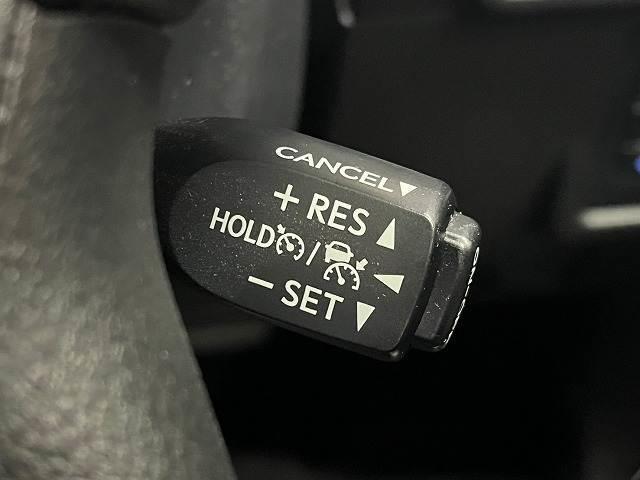 CANCEL▼
+ RES ▲
HOLD / ◀
− SET ▼